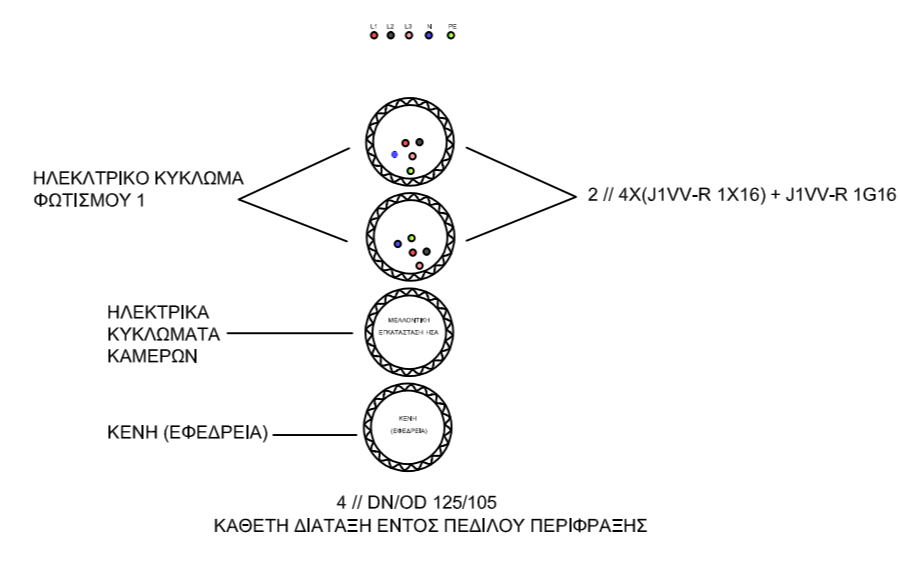 L1 L2 L3 N PE
ΗΛΕΚΛΤΡΙΚΟ ΚΥΚΛΩΜΑ
ΦΩΤΙΣΜΟΥ 1
2 // 4X(J1VV-R 1X16) + J1VV-R 1G16
ΗΛΕΚΤΡΙΚΑ
ΚΥΚΛΩΜΑΤΑ
ΚΑΜΕΡΩΝ
ΜΕΛΛΟΝΤΙΚΗ
ΕΓΚΑΤΑΣΤΑΣΗ ΗΣΑ
ΚΕΝΗ (ΕΦΕΔΡΕΙΑ)
ΚΕΝΗ
(ΕΦΕΔΡΕΙΑ)
4 // DN/OD 125/105
ΚΑΘΕΤΗ ΔΙΑΤΑΞΗ ΕΝΤΟΣ ΠΕΔΙΛΟΥ ΠΕΡΙΦΡΑΞΗΣ